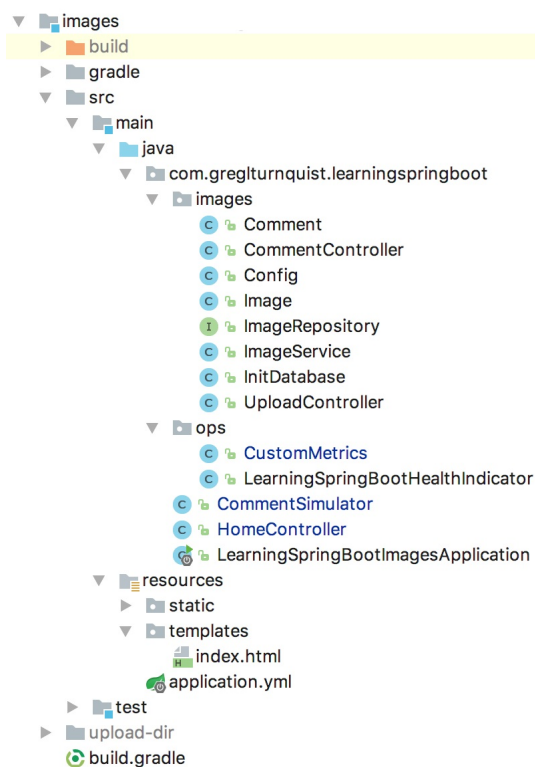 images
build
gradle
src
main
java
com.greglturnquist.learningspringboot
images
C Comment
C CommentController
C Config
C Image
I ImageRepository
C ImageService
C InitDatabase
C UploadController
ops
C CustomMetrics
C LearningSpringBootHealthIndicator
C CommentSimulator
C HomeController
C LearningSpringBootImagesApplication
resources
static
templates
H index.html
application.yml
test
upload-dir
build.gradle